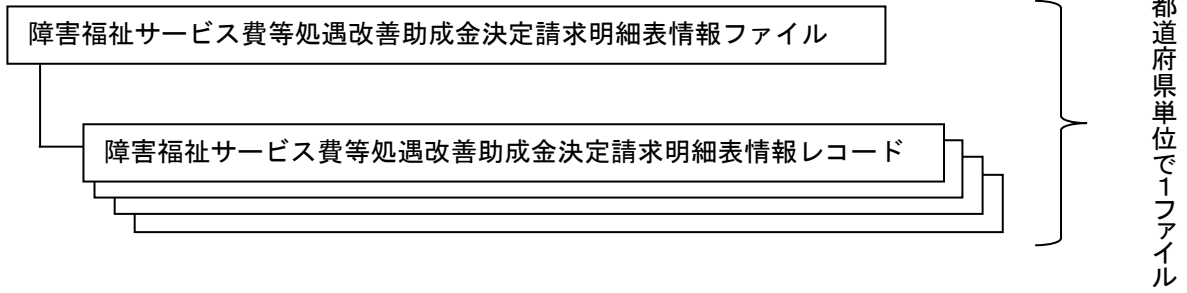 障害福祉サービス費等処遇改善助成金決定請求明細表情報ファイル
障害福祉サービス費等処遇改善助成金決定請求明細表情報レコード
都道府県単位で1ファイル